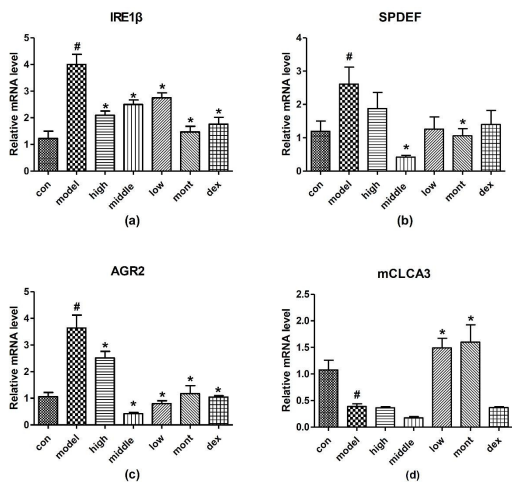 IRE1β
Relative mRNA level
5
4
3
2
1
0
#
*
*
*
*
*
con
model
high
middle
low
mont
dex
(a)
SPDEF
Relative mRNA level
4
3
2
1
0
#
*
*
con
model
high
middle
low
mont
dex
(b)
AGR2
Relative mRNA level
5
4
3
2
1
0
#
*
*
*
*
*
con
model
high
middle
low
mont
dex
(c)
mCLCA3
Relative mRNA level
2.5
2.0
1.5
1.0
0.5
0.0
#
*
*
con
model
high
middle
low
mont
dex
(d)